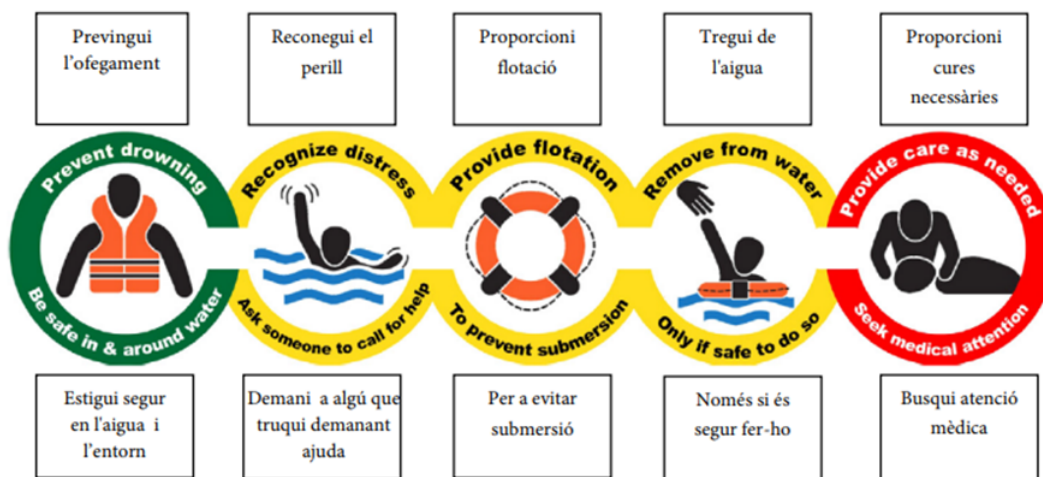 Previngui
l'ofegament
Reconegui el
perill
Proporcioni
flotació
Tregui de
l'aigua
Proporcioni
cures
necessàries
Prevent drowning
Be safe in & around water
Recognize distress
Ask someone to call for help
Provide flotation
To prevent submersion
Remove from water
Only if safe to do so
Provide care as needed
Seek medical attention
Estigui segur
en l'aigua i
l'entorn
Demani a algú que
truqui demanant
ajuda
Per a evitar
submersió
Només si és
segur fer-ho
Busqui atenció
mèdica